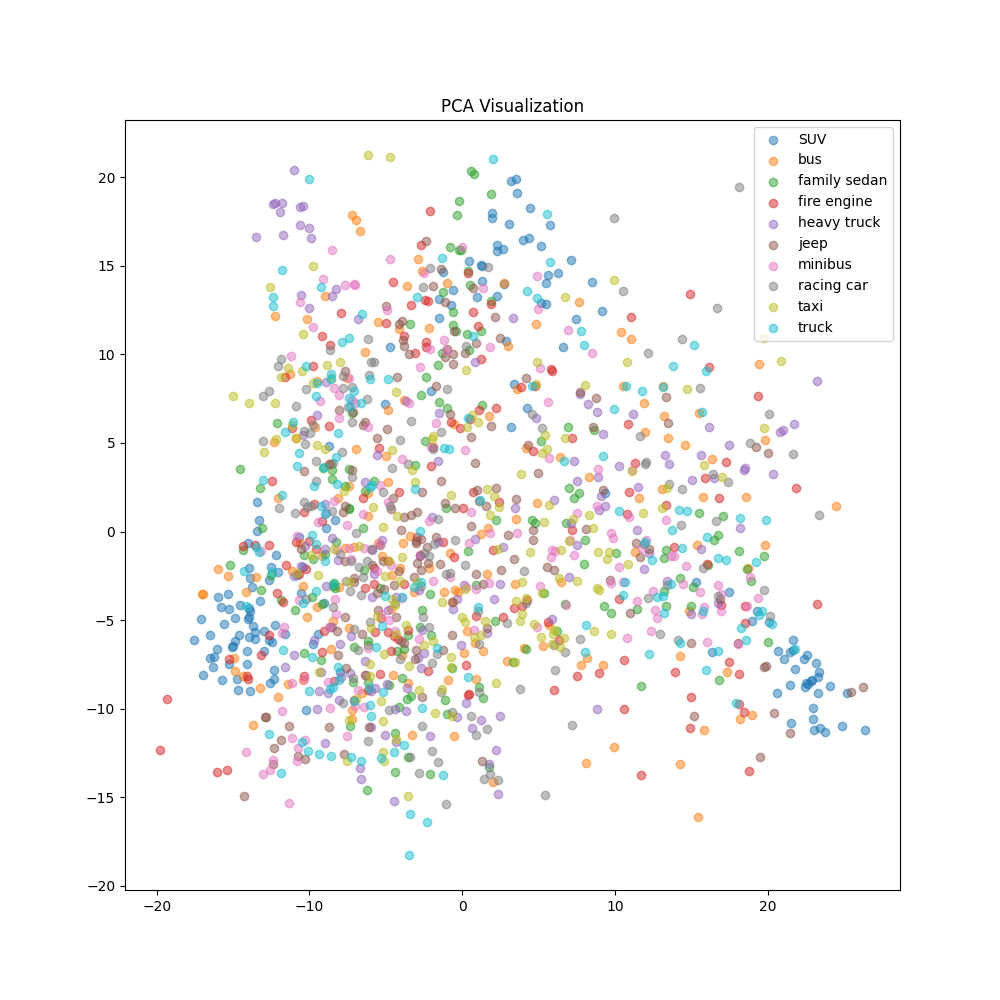 PCA Visualization
SUV
bus
family sedan
fire engine
heavy truck
jeep
minibus
racing car
taxi
truck
20
15
10
5
0
−5
−10
−15
−20
−20 −10 0 10 20